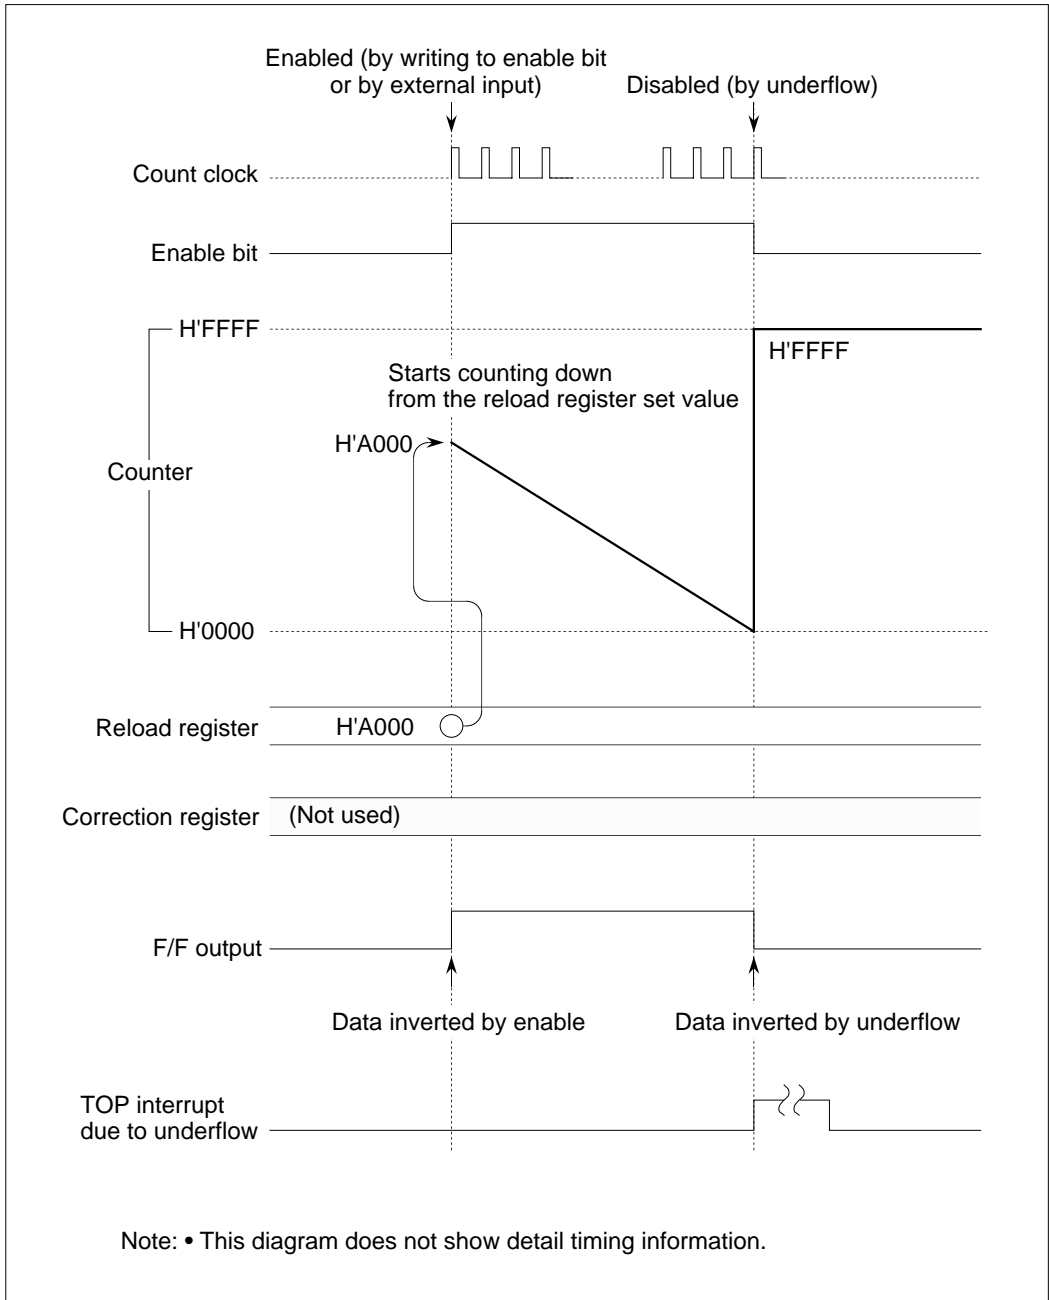 Enabled (by writing to enable bit
or by external input)
Disabled (by underflow)
Count clock
Enable bit
H'FFFF
H'FFFF
Starts counting down
from the reload register set value
H'A000
Counter
H'0000
Reload register
H'A000
Correction register
(Not used)
F/F output
Data inverted by enable
Data inverted by underflow
TOP interrupt
due to underflow
Note: • This diagram does not show detail timing information.